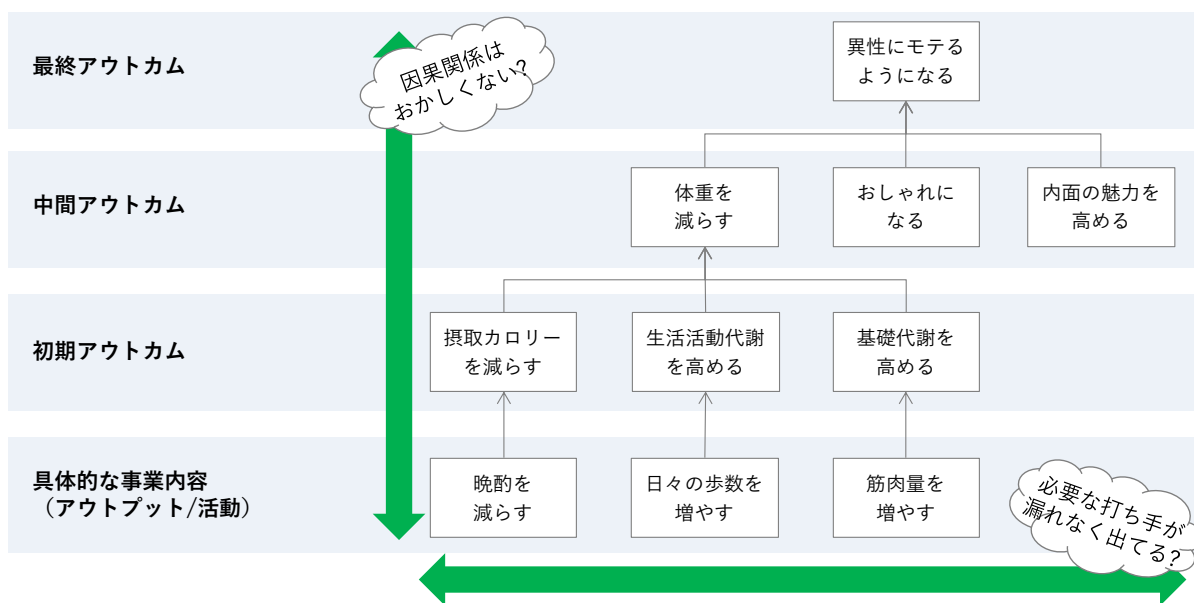 最終アウトカム
因果関係は
おかしくない?
異性にモテる
ようになる
中間アウトカム
体重を
減らす
おしゃれに
なる
内面の魅力を
高める
初期アウトカム
摂取カロリー
を減らす
生活活動代謝
を高める
基礎代謝を
高める
具体的な事業内容
（アウトプット/活動）
晩酌を
減らす
日々の歩数を
増やす
筋肉量を
増やす
必要な打ち手が
漏れなく出てる?